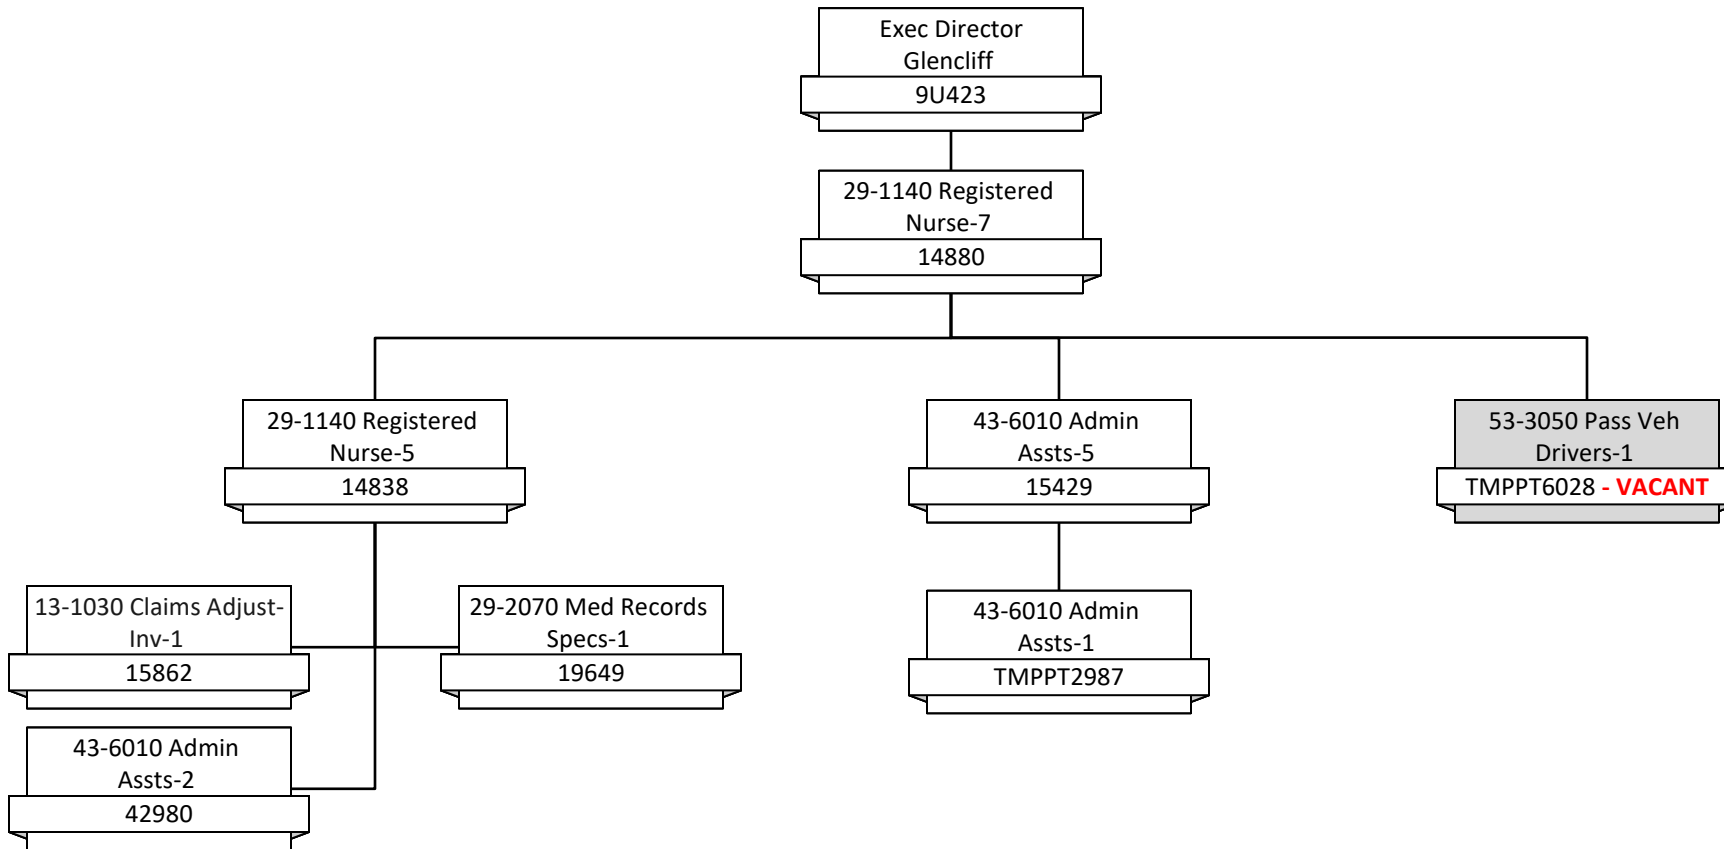 Exec Director
Glencliff
9U423
29-1140 Registered
Nurse-7
14880
29-1140 Registered
Nurse-5
14838
43-6010 Admin
Assts-5
15429
53-3050 Pass Veh
Drivers-1
TMPPT6028 - VACANT
13-1030 Claims Adjust-
Inv-1
15862
29-2070 Med Records
Specs-1
19649
43-6010 Admin
Assts-1
TMPPT2987
43-6010 Admin
Assts-2
42980